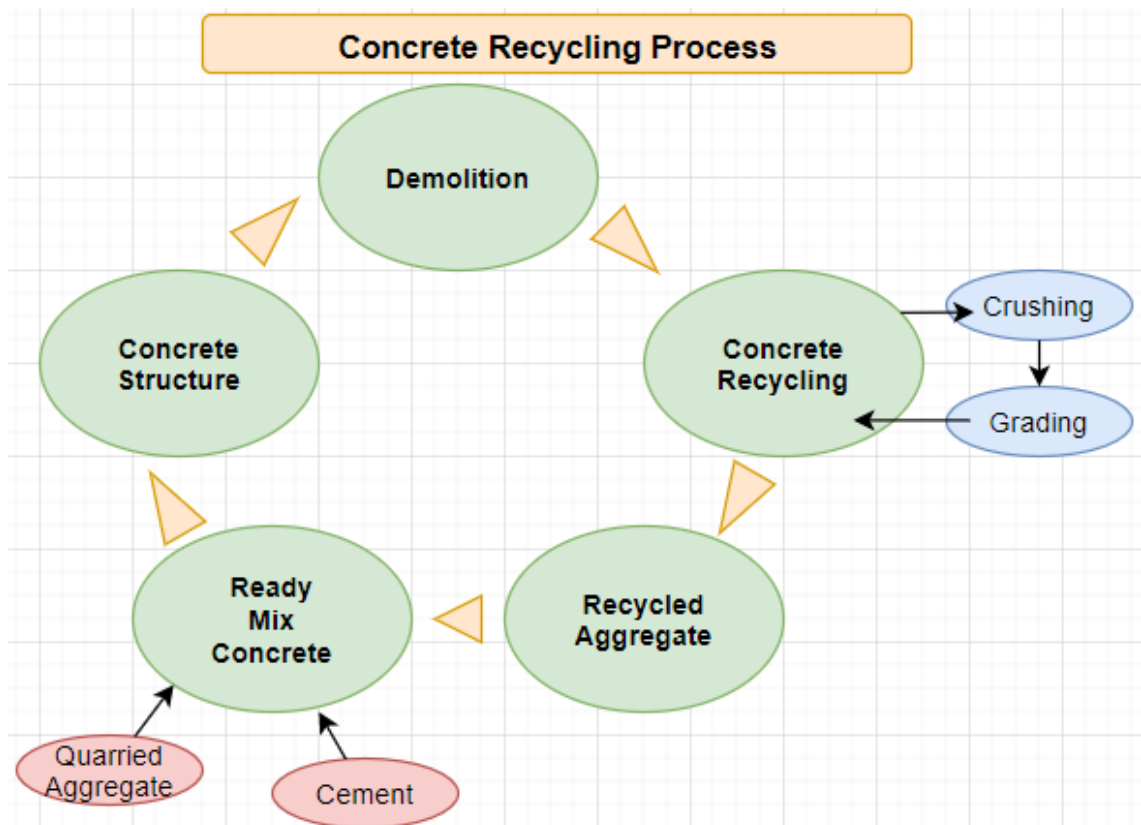 Concrete Recycling Process
Demolition
Concrete
Recycling
Crushing
Grading
Recycled
Aggregate
Ready
Mix
Concrete
Quarried
Aggregate
Cement
Concrete
Structure